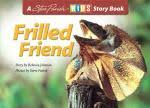 A Steve Parish KIDS Story Book
Frilled
Friend
Story by Rebecca Johnson
Photos by Steve Parish